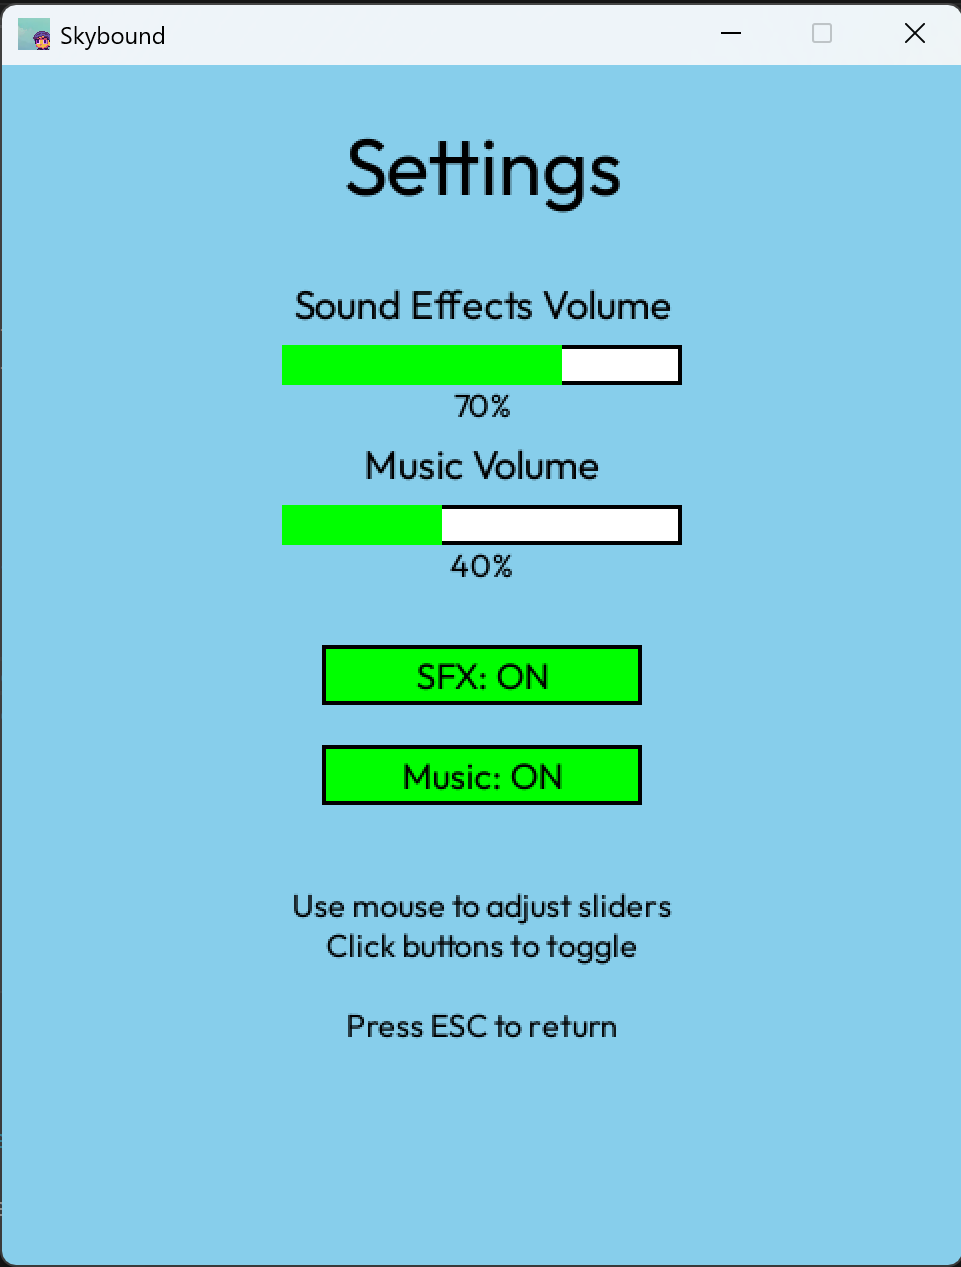 Skybound
Settings
Sound Effects Volume
70%
Music Volume
40%
SFX: ON
Music: ON
Use mouse to adjust sliders
Click buttons to toggle
Press ESC to return